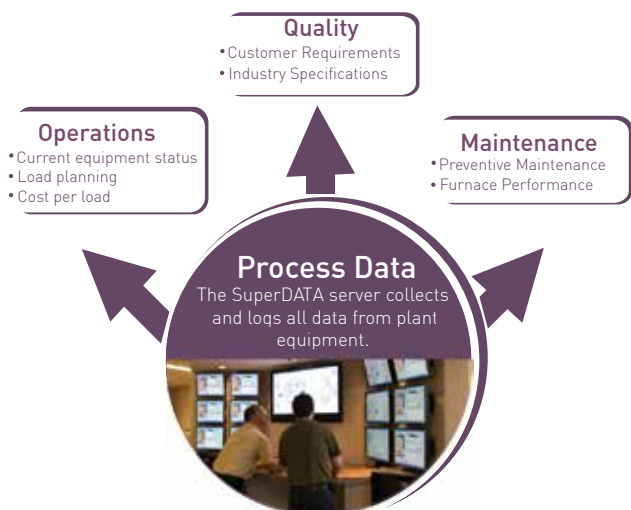 Quality
• Customer Requirements
• Industry Specifications
Operations
• Current equipment status
• Load planning
• Cost per load
Maintenance
• Preventive Maintenance
• Furnace Performance
Process Data
The SuperDATA server collects
and logs all data from plant
equipment.